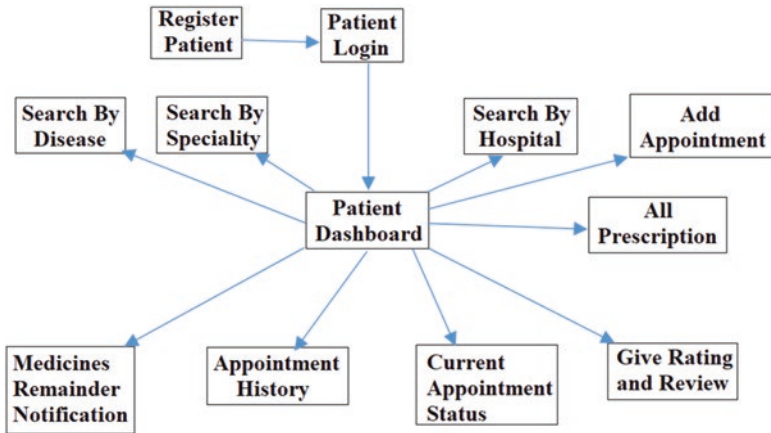 Register
Patient
Patient
Login
Search By
Disease
Search By
Speciality
Search By
Hospital
Add
Appointment
Patient
Dashboard
All
Prescription
Medicines
Remainder
Notification
Appointment
History
Current
Appointment
Status
Give Rating
and Review